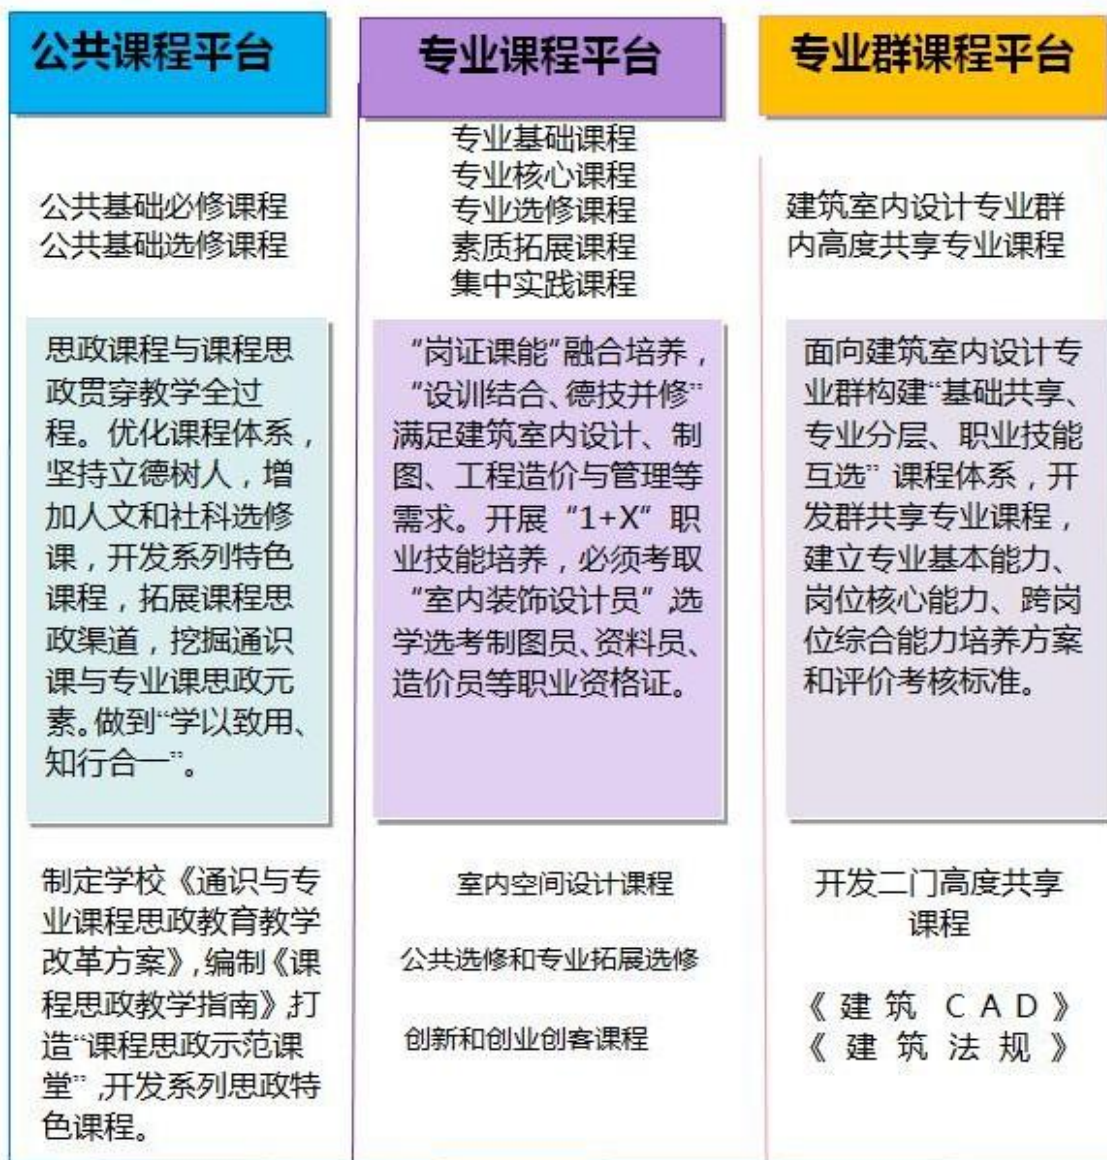 公共课程平台
公共基础必修课程
公共基础选修课程
思政课程与课程思
政贯穿教学全过
程。优化课程体系，
坚持立德树人，增
加人文和社科选修
课，开发系列特色
课程，拓展课程思
政渠道，挖掘通识
课与专业课思政元
素。做到“学以致用、
知行合一”。
制定学校《通识与专
业课程思政教育教学
改革方案》，编制《课
程思政教学指南》，打
造“课程思政示范课
堂”，开发系列思政特
色课程。
专业课程平台
专业基础课程
专业核心课程
专业选修课程
素质拓展课程
集中实践课程
“岗证课能”融合培养，
“设训结合、德技并修”
满足建筑室内设计、制
图、工程造价与管理等
需求。开展“1+X”职
业技能培养，必须考取
“室内装饰设计员”，选
学选考制图员、资料员、
造价员等职业资格证。
室内空间设计课程
公共选修和专业拓展选修
创新和创业创客课程
专业群课程平台
建筑室内设计专业群
内高度共享专业课程
面向建筑室内设计专
业群构建“基础共享、
专业分层、职业技能
互选”课程体系，开
发群共享专业课程，
建立专业基本能力、
岗位核心能力、跨岗
位综合能力培养方案
和评价考核标准。
开发二门高度共享
课程
《建筑 CAD》
《建筑法规》